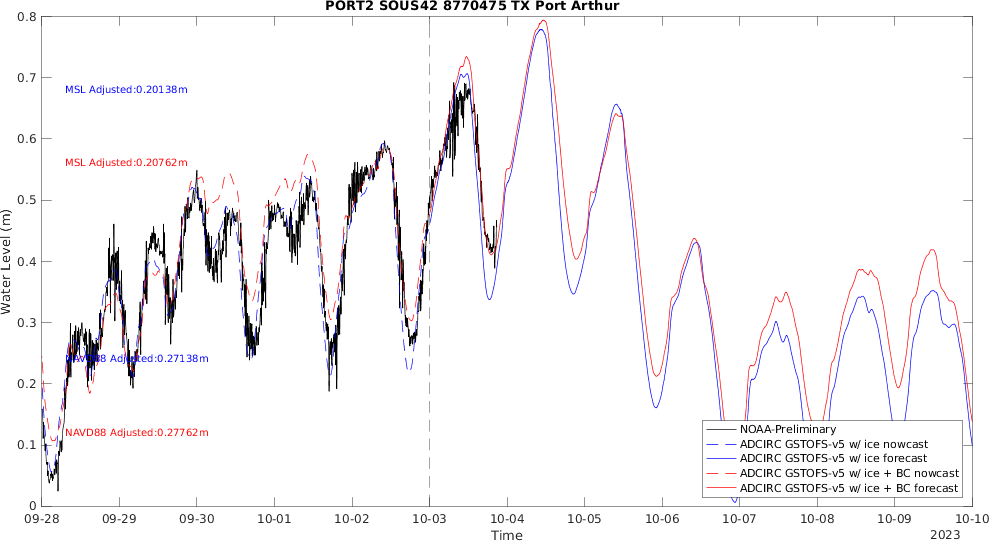 PORT2 SOUS42 8770475 TX Port Arthur
0.8
0.7
0.6
0.5
0.4
0.3
0.2
0.1
0
Water Level (m)
MSL Adjusted:0.20138m
MSL Adjusted:0.20762m
NAVD88 Adjusted:0.27138m
NAVD88 Adjusted:0.27762m
NOAA-Preliminary
ADCIRC GSTOFS-v5 w/ ice nowcast
ADCIRC GSTOFS-v5 w/ ice forecast
ADCIRC GSTOFS-v5 w/ ice + BC nowcast
ADCIRC GSTOFS-v5 w/ ice + BC forecast
09-28 09-29 09-30 10-01 10-02 10-03 10-04 10-05 10-06 10-07 10-08 10-09 10-10
Time
2023